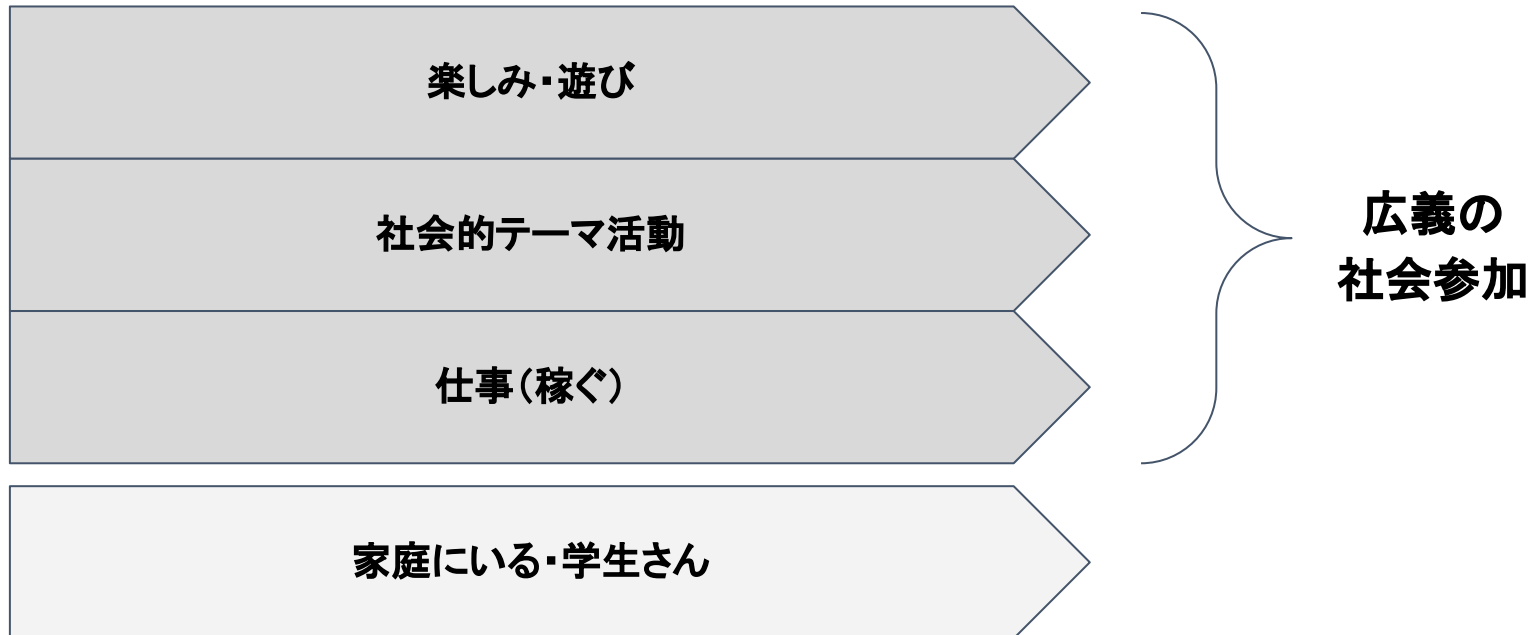 楽しみ・遊び
社会的テーマ活動
仕事（稼ぐ）
家庭にいる・学生さん
広義の
社会参加